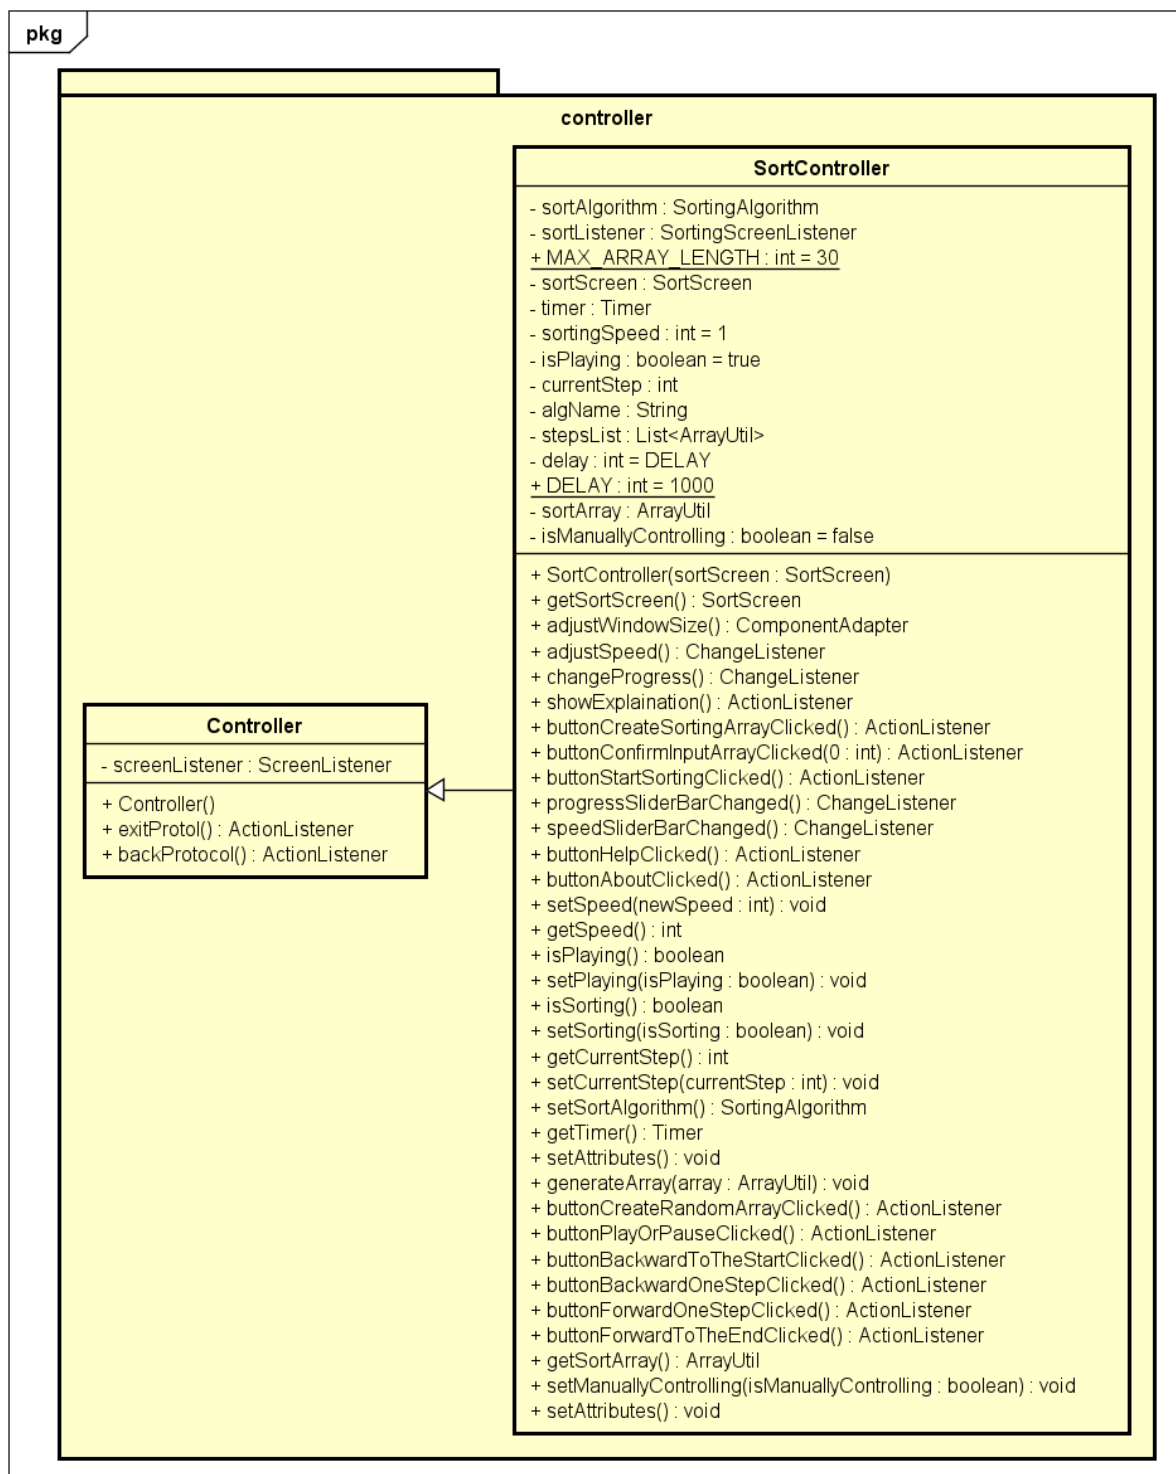 pkg
controller
SortController
- sortAlgorithm : SortingAlgorithm
- sortListener : SortingScreenListener
+ MAX_ARRAY_LENGTH : int = 30
- sortScreen : SortScreen
- timer : Timer
- sortingSpeed : int = 1
- isPlaying : boolean = true
- currentStep : int
- algName : String
- stepsList : List<ArrayUtil>
- delay : int = DELAY
+ DELAY : int = 1000
- sortArray : ArrayUtil
- isManuallyControlling : boolean = false
+ SortController(sortScreen : SortScreen)
+ getSortScreen() : SortScreen
+ adjustWindowSize() : ComponentAdapter
+ adjustSpeed() : ChangeListener
+ changeProgress() : ChangeListener
+ showExplaination() : ActionListener
+ buttonCreateSortingArrayClicked() : ActionListener
+ buttonConfirmInputArrayClicked(0 : int) : ActionListener
+ buttonStartSortingClicked() : ActionListener
+ progressSliderBarChanged() : ChangeListener
+ speedSliderBarChanged() : ChangeListener
+ buttonHelpClicked() : ActionListener
+ buttonAboutClicked() : ActionListener
+ setSpeed(newSpeed : int) : void
+ getSpeed() : int
+ isPlaying() : boolean
+ setPlaying(isPlaying : boolean) : void
+ isSorting() : boolean
+ setSorting(isSorting : boolean) : void
+ getCurrentStep() : int
+ setCurrentStep(currentStep : int) : void
+ setSortAlgorithm() : SortingAlgorithm
+ getTimer() : Timer
+ setAttributes() : void
+ generateArray(array : ArrayUtil) : void
+ buttonCreateRandomArrayClicked() : ActionListener
+ buttonPlayOrPauseClicked() : ActionListener
+ buttonBackwardToTheStartClicked() : ActionListener
+ buttonBackwardOneStepClicked() : ActionListener
+ buttonForwardOneStepClicked() : ActionListener
+ buttonForwardToTheEndClicked() : ActionListener
+ getSortArray() : ArrayUtil
+ setManuallyControlling(isManuallyControlling : boolean) : void
+ setAttributes() : void
Controller
- screenListener : ScreenListener
+ Controller()
+ exitProtol() : ActionListener
+ backProtocol() : ActionListener